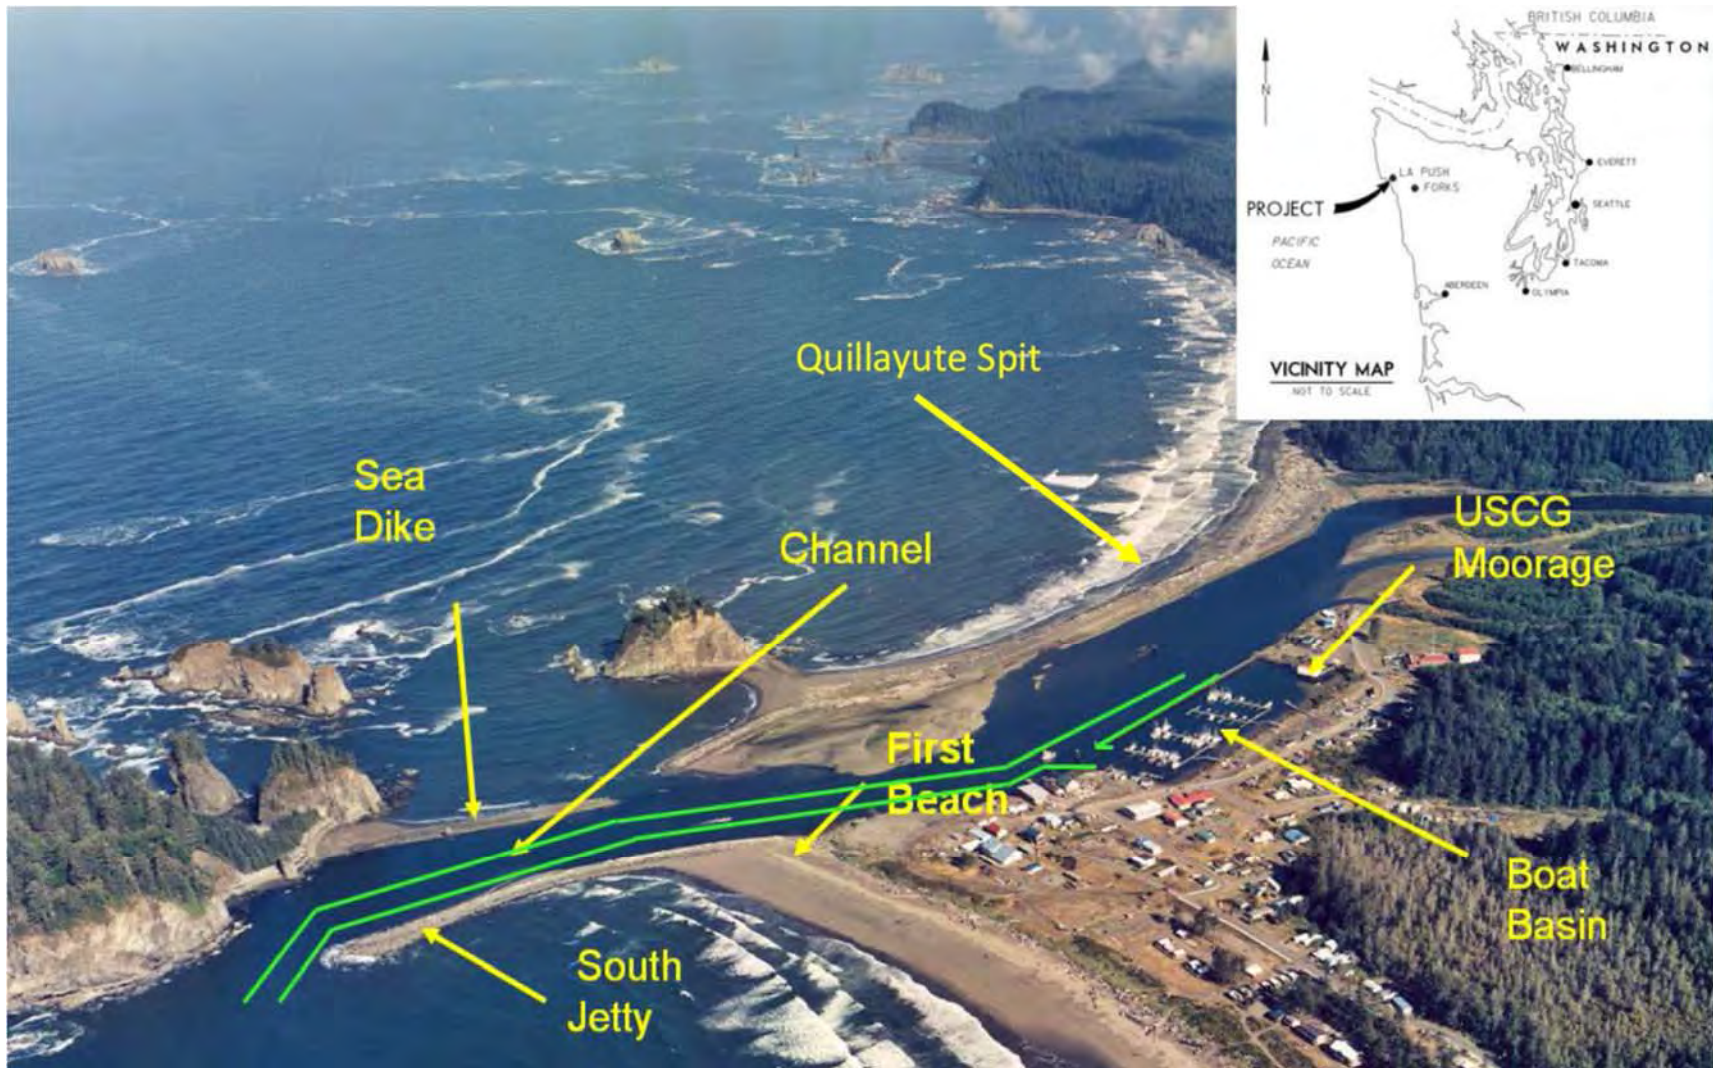 BRITISH COLUMBIA
WASHINGTON
BELLINGHAM
N
EVERETT
LA PUSH
FORKS
PROJECT
SEATTLE
PACIFIC
OCEAN
TACOMA
ABERDEEN
OLYMPIA
VICINITY MAP
NOT TO SCALE
Quillayute Spit
Sea
Dike
USCG
Moorage
Channel
First
Beach
Boat
Basin
South
Jetty